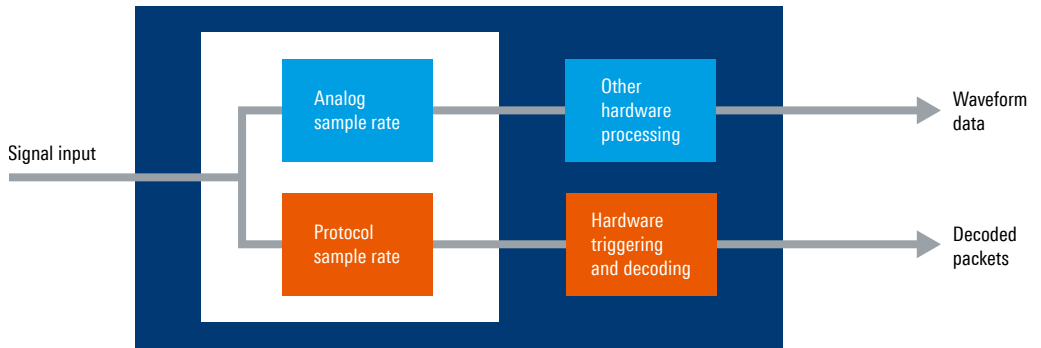 Signal input
Analog
sample rate
Other
hardware
processing
Waveform
data
Protocol
sample rate
Hardware
triggering
and decoding
Decoded
packets